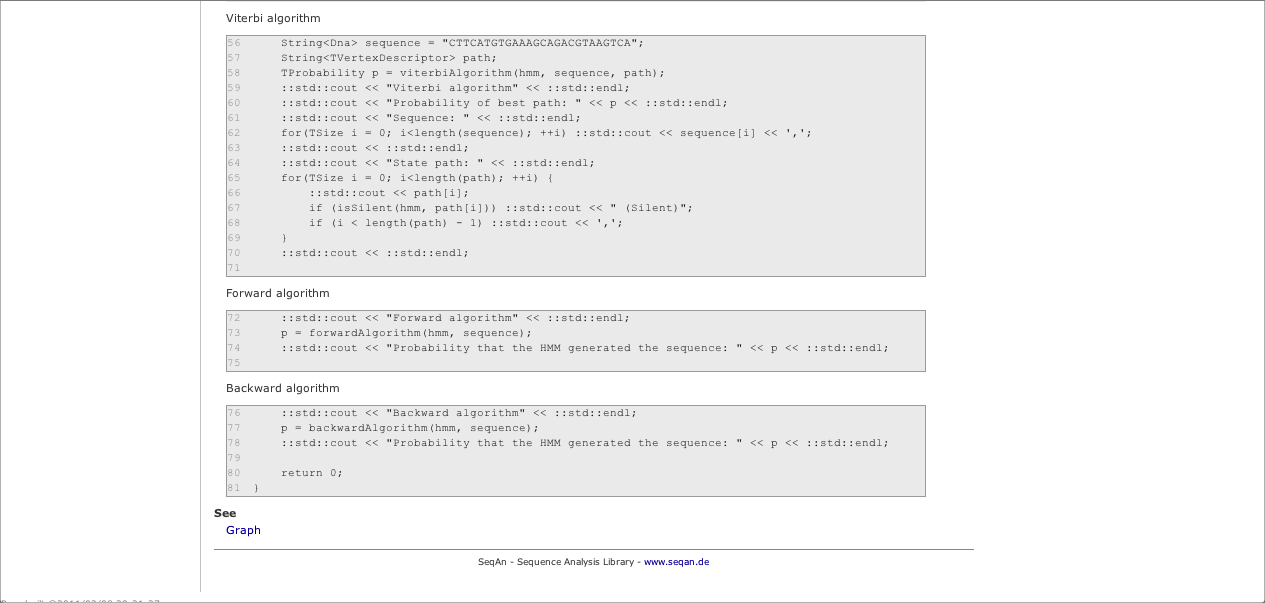 Viterbi algorithm
56 String<Dna> sequence = "CTTCATGTGAAAGCAGACGTAAGTCA";
57 String<TVertexDescriptor> path;
58 TProbability p = viterbiAlgorithm(hmm, sequence, path);
59 ::std::cout << "Viterbi algorithm" << ::std::endl;
60 ::std::cout << "Probability of best path: " << p << ::std::endl;
61 ::std::cout << "Sequence: " << ::std::endl;
62 for(TSize i = 0; i<length(sequence); ++i) ::std::cout << sequence[i] << ',';
63 ::std::cout << ::std::endl;
64 ::std::cout << "State path: " << ::std::endl;
65 for(TSize i = 0; i<length(path); ++i) {
66 ::std::cout << path[i];
67 if (isSilent(hmm, path[i])) ::std::cout << " (Silent)";
68 if (i < length(path) - 1) ::std::cout << ',';
69 }
70 ::std::cout << ::std::endl;
71
Forward algorithm
72 ::std::cout << "Forward algorithm" << ::std::endl;
73 p = forwardAlgorithm(hmm, sequence);
74 ::std::cout << "Probability that the HMM generated the sequence: " << p << ::std::endl;
75
Backward algorithm
76 ::std::cout << "Backward algorithm" << ::std::endl;
77 p = backwardAlgorithm(hmm, sequence);
78 ::std::cout << "Probability that the HMM generated the sequence: " << p << ::std::endl;
79
80 return 0;
81 }
See
Graph
SeqAn - Sequence Analysis Library - www.seqan.de